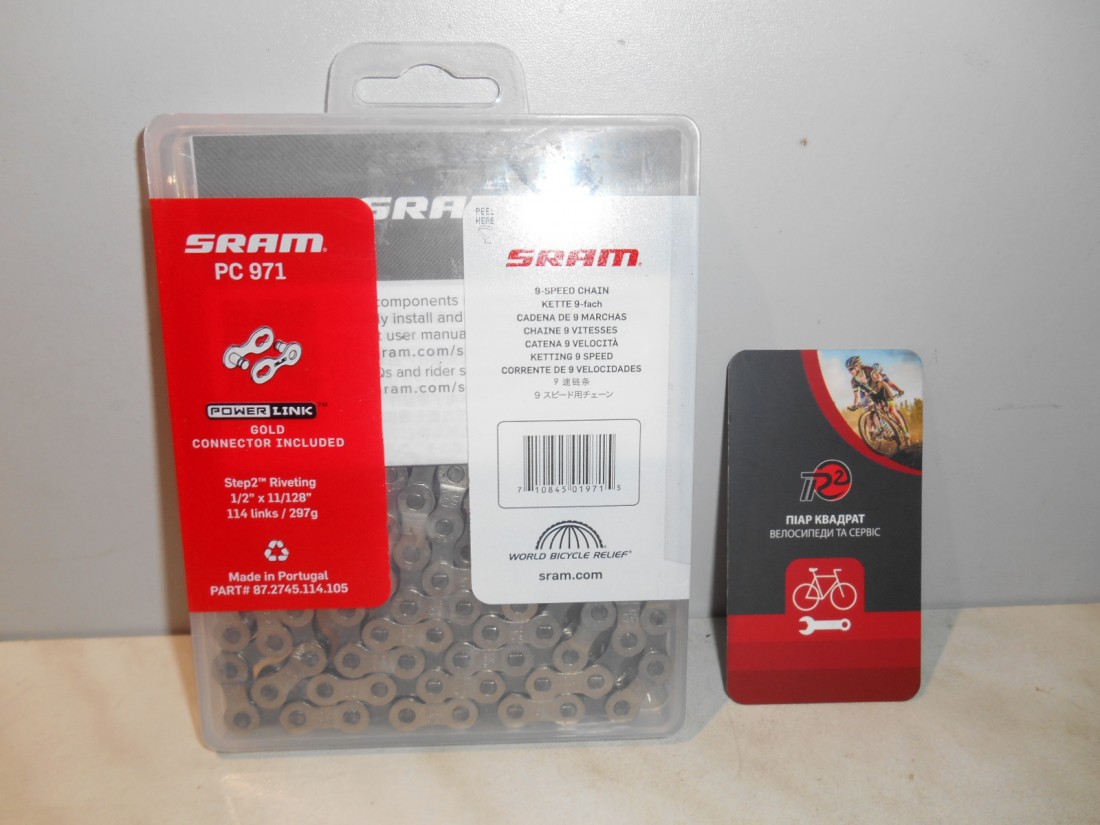 SRAM
SRAM.
PC 971
POWER LINK™
GOLD
CONNECTOR INCLUDED
Step2™ Riveting
1/2" x 11/128"
114 links / 297g
Made in Portugal
PART# 87.2745.114.105
components
install and
user manua
ram.com/s
Qs and rider s
ram.com/s
PEEL
HERE
SRAM.
9-SPEED CHAIN
KETTE 9-fach
CADENA DE 9 MARCHAS
CHAINE 9 VITESSES
CATENA 9 VELOCITÀ
KETTING 9 SPEED
CORRENTE DE 9 VELOCIDADES
9 速链条
9 スピード用チェーン
7 10845 01971 5
WORLD BICYCLE RELIEF®
sram.com
ПІАР КВАДРАТ
ВЕЛОСИПЕДИ ТА СЕРВІС